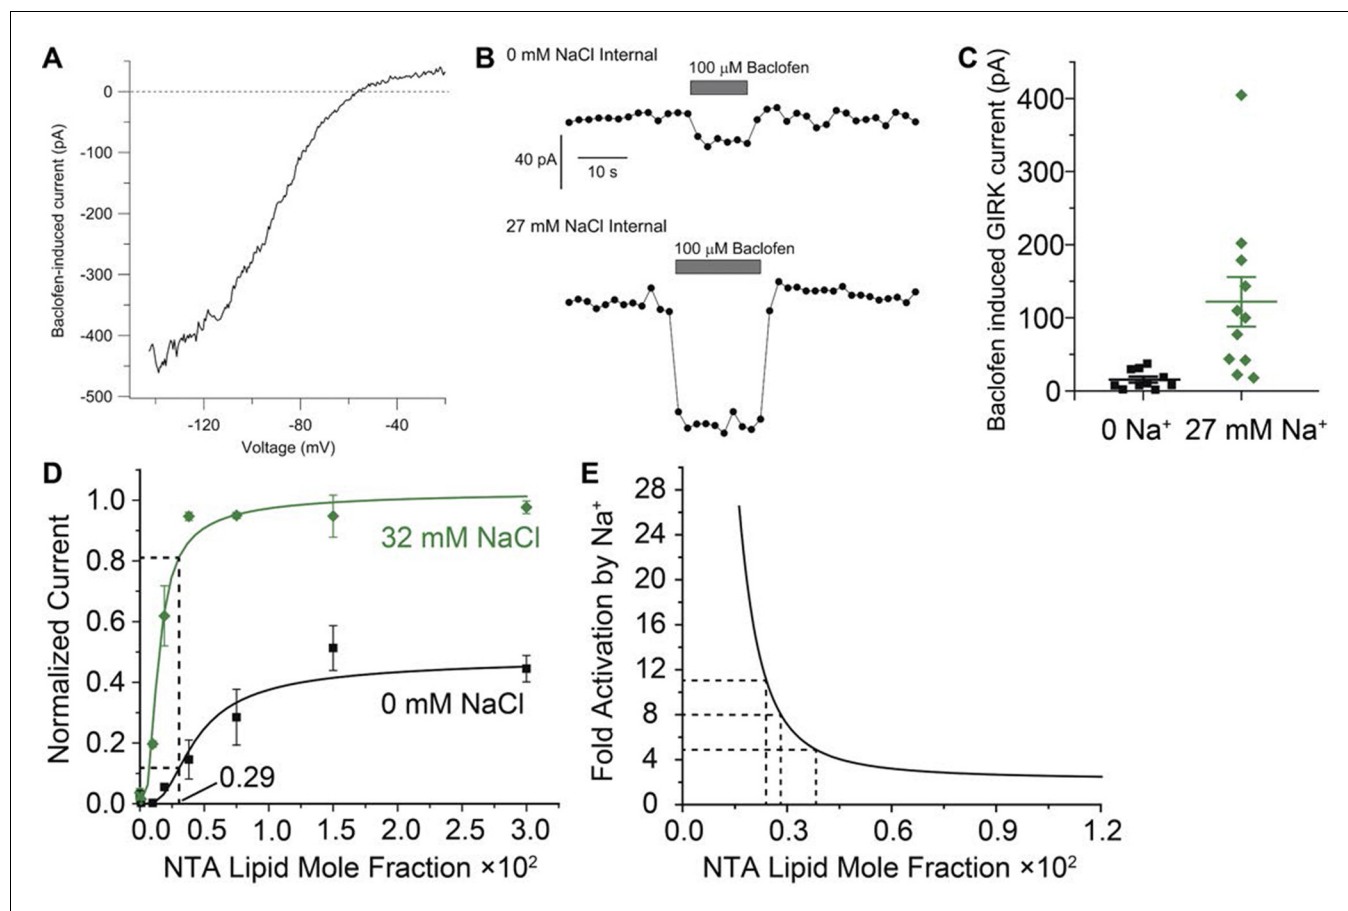 A
Baclofen-induced current (pA)
0
-100
-200
-300
-400
-500
-120
-80
-40
Voltage (mV)
B
0 mM NaCl Internal
100 μM Baclofen
40 pA
10 s
27 mM NaCl Internal
100 μM Baclofen
C
Baclofen induced GIRK current (pA)
400
300
200
100
0
0 Na⁺
27 mM Na⁺
D
Normalized Current
1.0
0.8
0.6
0.4
0.2
0.0
32 mM NaCl
0 mM NaCl
0.29
0.0 0.5 1.0 1.5 2.0 2.5 3.0
NTA Lipid Mole Fraction ×10²
E
Fold Activation by Na⁺
28
24
20
16
12
8
4
0
0.0 0.3 0.6 0.9 1.2
NTA Lipid Mole Fraction ×10²